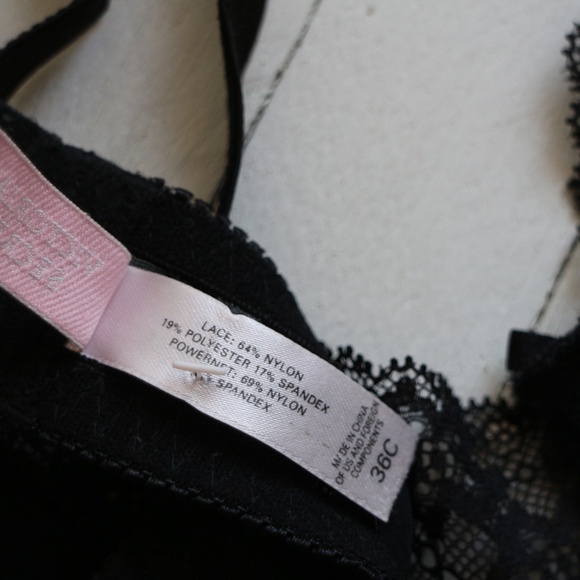 LACE: 64% NYLON
19% POLYESTER 17% SPANDEX
POWERNET: 69% NYLON
SPANDEX
MADE IN CHINA
OF US AND FOREIGN
COMPONENTS
36C